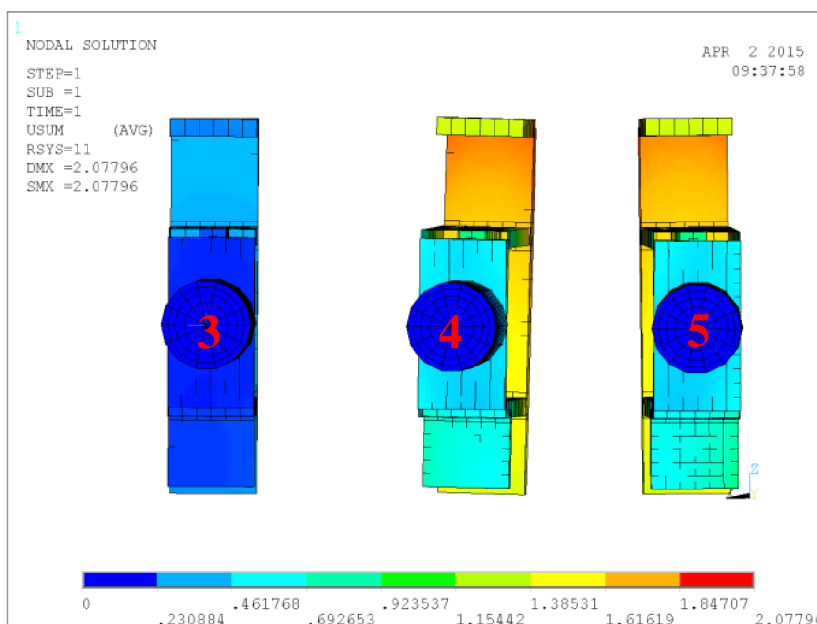 1
NODAL SOLUTION
APR 2 2015
09:37:58
STEP=1
SUB =1
TIME=1
USUM (AVG)
RSYS=11
DMX =2.07796
SMX =2.07796
3
4
5
Z
Y
0 .461768 .923537 1.38531 1.84707
.230884 .692653 1.15442 1.61619 2.07796